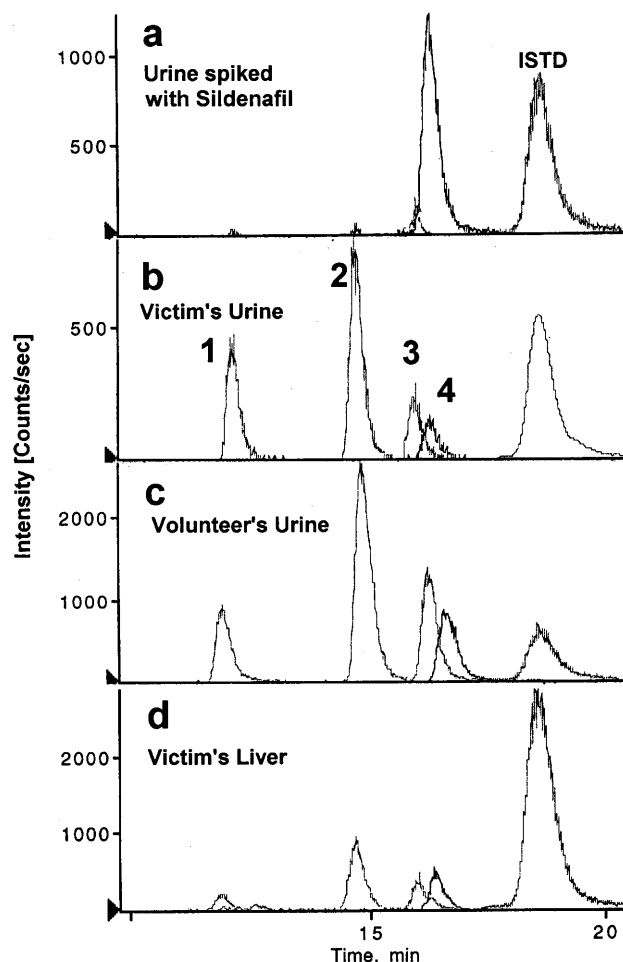 a
Urine spiked
with Sildenafil
ISTD
1000
500
b
Victim's Urine
1
2
3
4
500
c
Volunteer's Urine
2000
1000
d
Victim's Liver
2000
1000
0
15
20
Time, min
Intensity [Counts/sec]